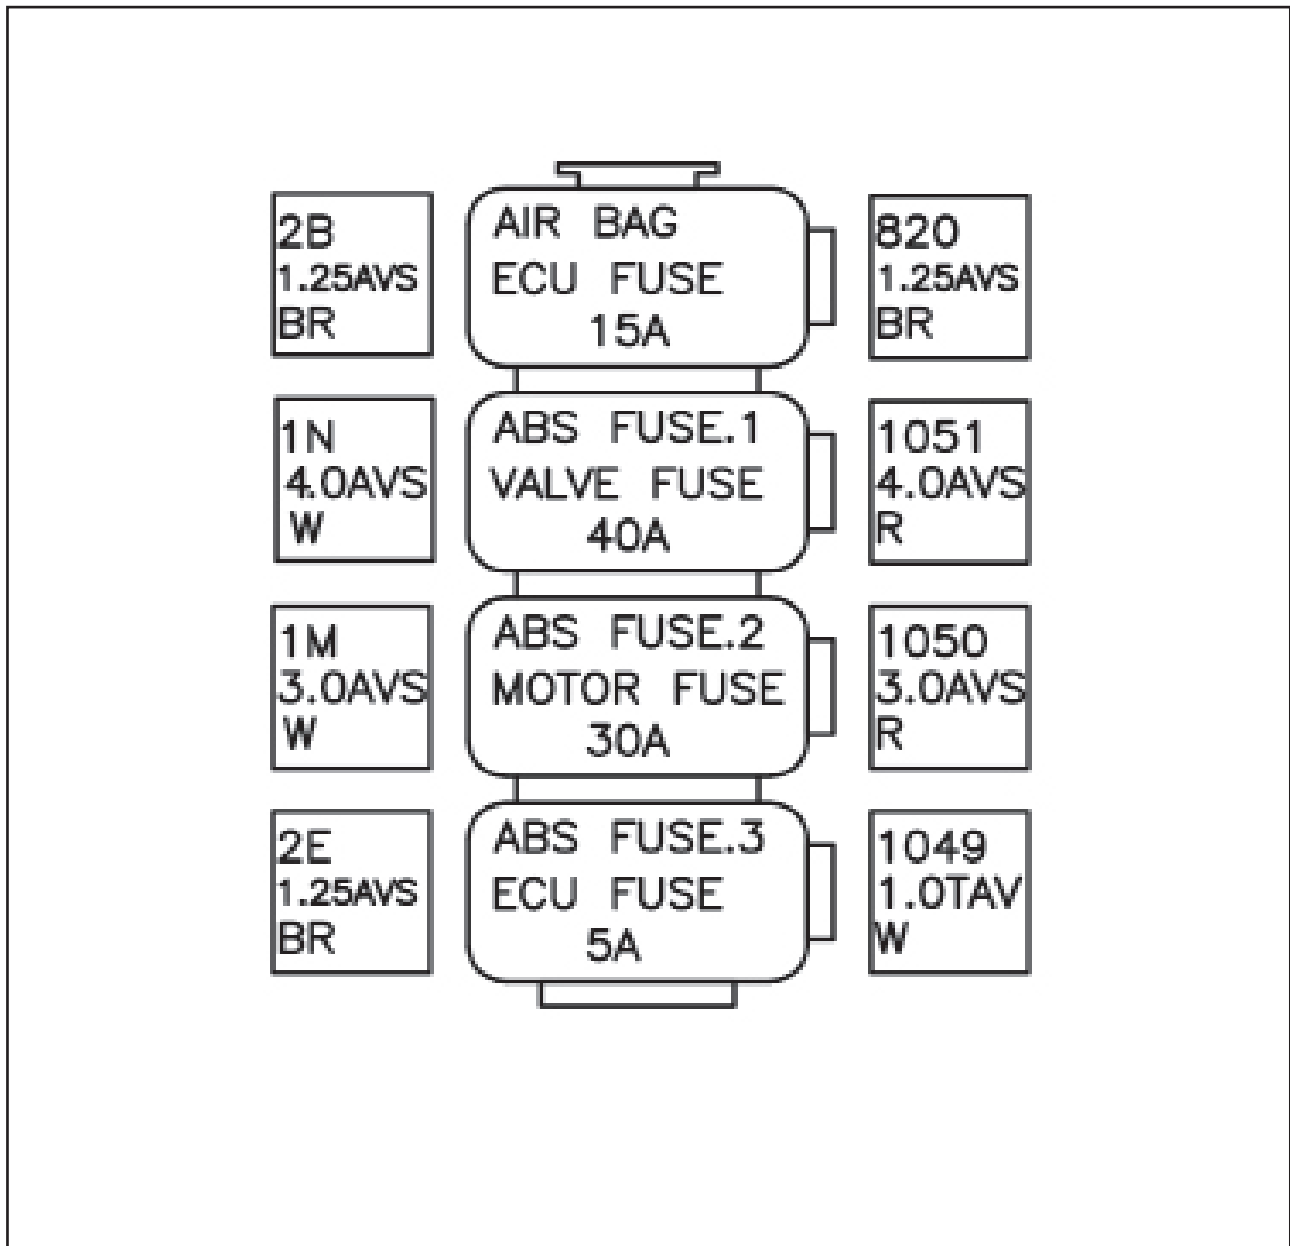 2B
1.25AVS
BR
AIR BAG
ECU FUSE
15A
820
1.25AVS
BR
1N
4.0AVS
W
ABS FUSE.1
VALVE FUSE
40A
1051
4.0AVS
R
1M
3.0AVS
W
ABS FUSE.2
MOTOR FUSE
30A
1050
3.0AVS
R
2E
1.25AVS
BR
ABS FUSE.3
ECU FUSE
5A
1049
1.0TAV
W